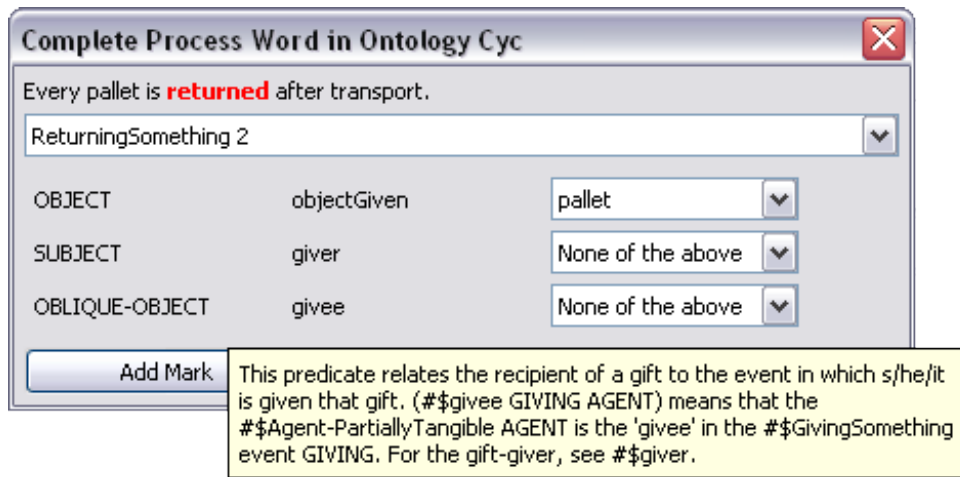 Complete Process Word in Ontology Cyc
Every pallet is returned after transport.
ReturningSomething 2
OBJECT objectGiven pallet
SUBJECT giver None of the above
OBLIQUE-OBJECT givee None of the above
Add Mark
This predicate relates the recipient of a gift to the event in which s/he/it
is given that gift. (#$givee GIVING AGENT) means that the
#$Agent-PartiallyTangible AGENT is the 'givee' in the #$GivingSomething
event GIVING. For the gift-giver, see #$giver.